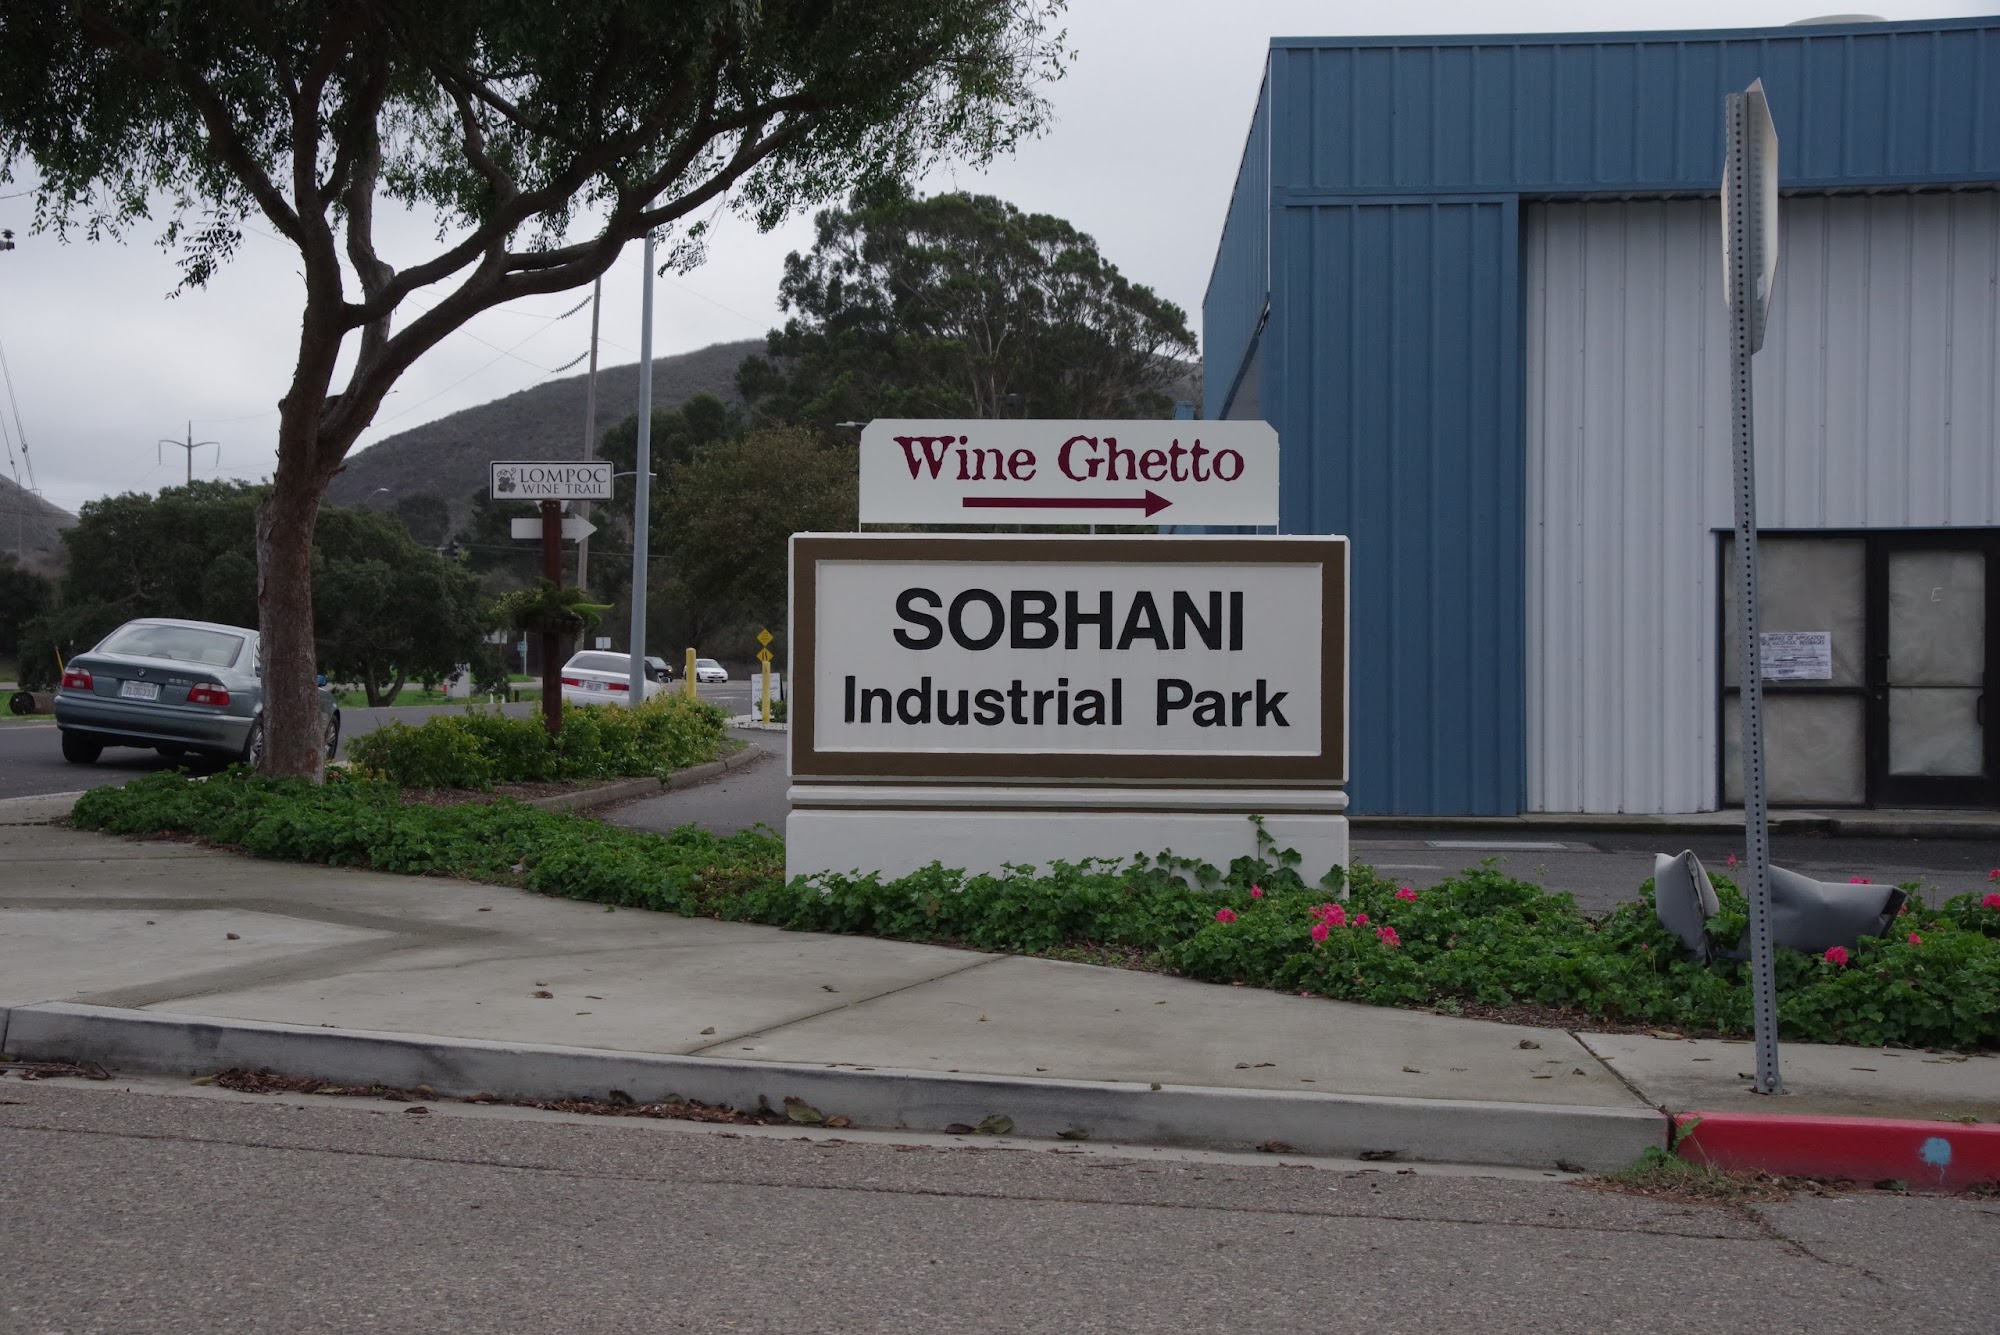 Wine Ghetto
SOBHANI
Industrial Park
LOMPOC
WINE TRAIL
E